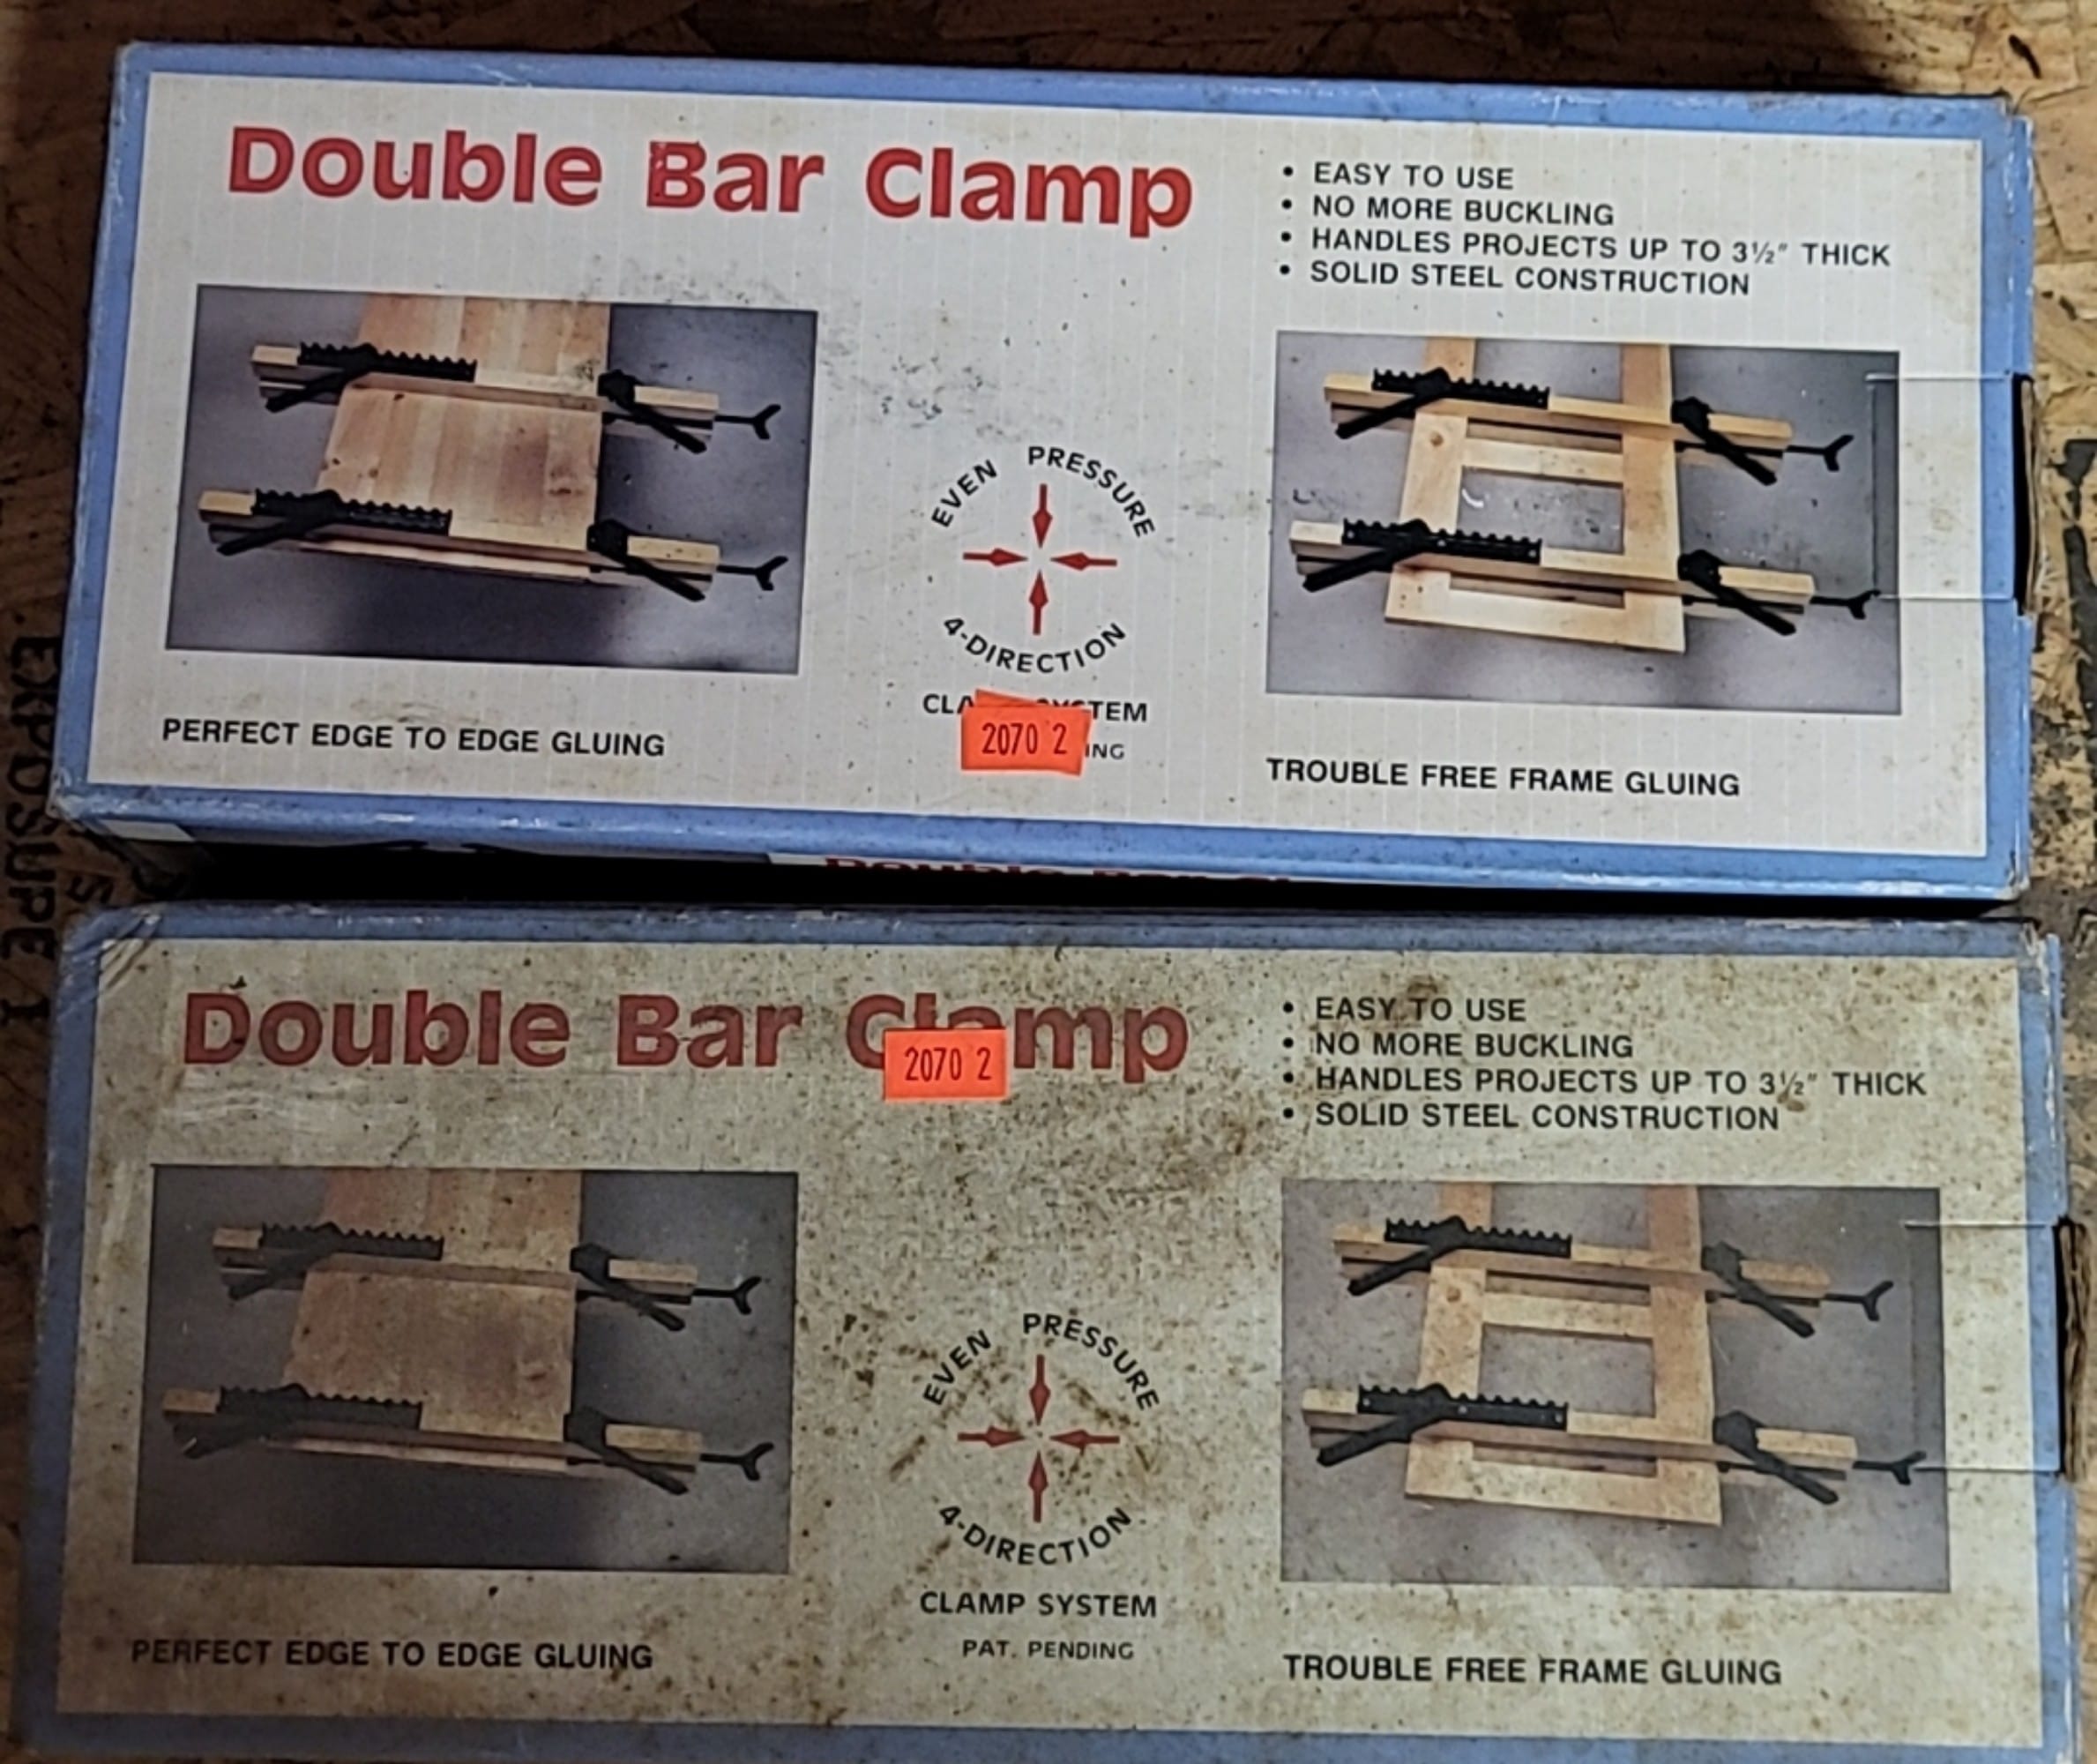 Double Bar Clamp
• EASY TO USE
• NO MORE BUCKLING
• HANDLES PROJECTS UP TO 3½" THICK
• SOLID STEEL CONSTRUCTION
EVEN PRESSURE
4-DIRECTION
2070 2
PERFECT EDGE TO EDGE GLUING
TROUBLE FREE FRAME GLUING
Double Bar Clamp
2070 2
• EASY TO USE
• NO MORE BUCKLING
• HANDLES PROJECTS UP TO 3½" THICK
• SOLID STEEL CONSTRUCTION
EVEN PRESSURE
4-DIRECTION
CLAMP SYSTEM
PAT. PENDING
PERFECT EDGE TO EDGE GLUING
TROUBLE FREE FRAME GLUING